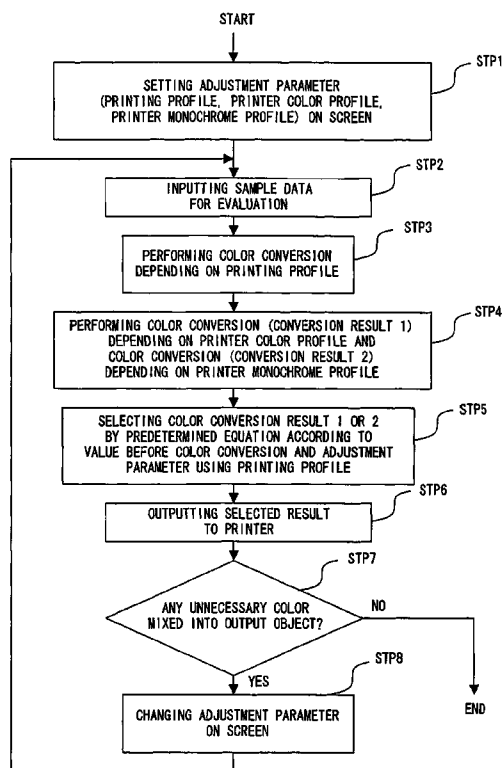 START
STP1
SETTING ADJUSTMENT PARAMETER
(PRINTING PROFILE, PRINTER COLOR PROFILE,
PRINTER MONOCHROME PROFILE) ON SCREEN
STP2
INPUTTING SAMPLE DATA
FOR EVALUATION
STP3
PERFORMING COLOR CONVERSION
DEPENDING ON PRINTING PROFILE
STP4
PERFORMING COLOR CONVERSION (CONVERSION RESULT 1)
DEPENDING ON PRINTER COLOR PROFILE AND
COLOR CONVERSION (CONVERSION RESULT 2)
DEPENDING ON PRINTER MONOCHROME PROFILE
STP5
SELECTING COLOR CONVERSION RESULT 1 OR 2
BY PREDETERMINED EQUATION ACCORDING TO
VALUE BEFORE COLOR CONVERSION AND ADJUSTMENT
PARAMETER USING PRINTING PROFILE
STP6
OUTPUTTING SELECTED RESULT
TO PRINTER
STP7
ANY UNNECESSARY COLOR
MIXED INTO OUTPUT OBJECT?
NO
YES
STP8
END
CHANGING ADJUSTMENT PARAMETER
ON SCREEN